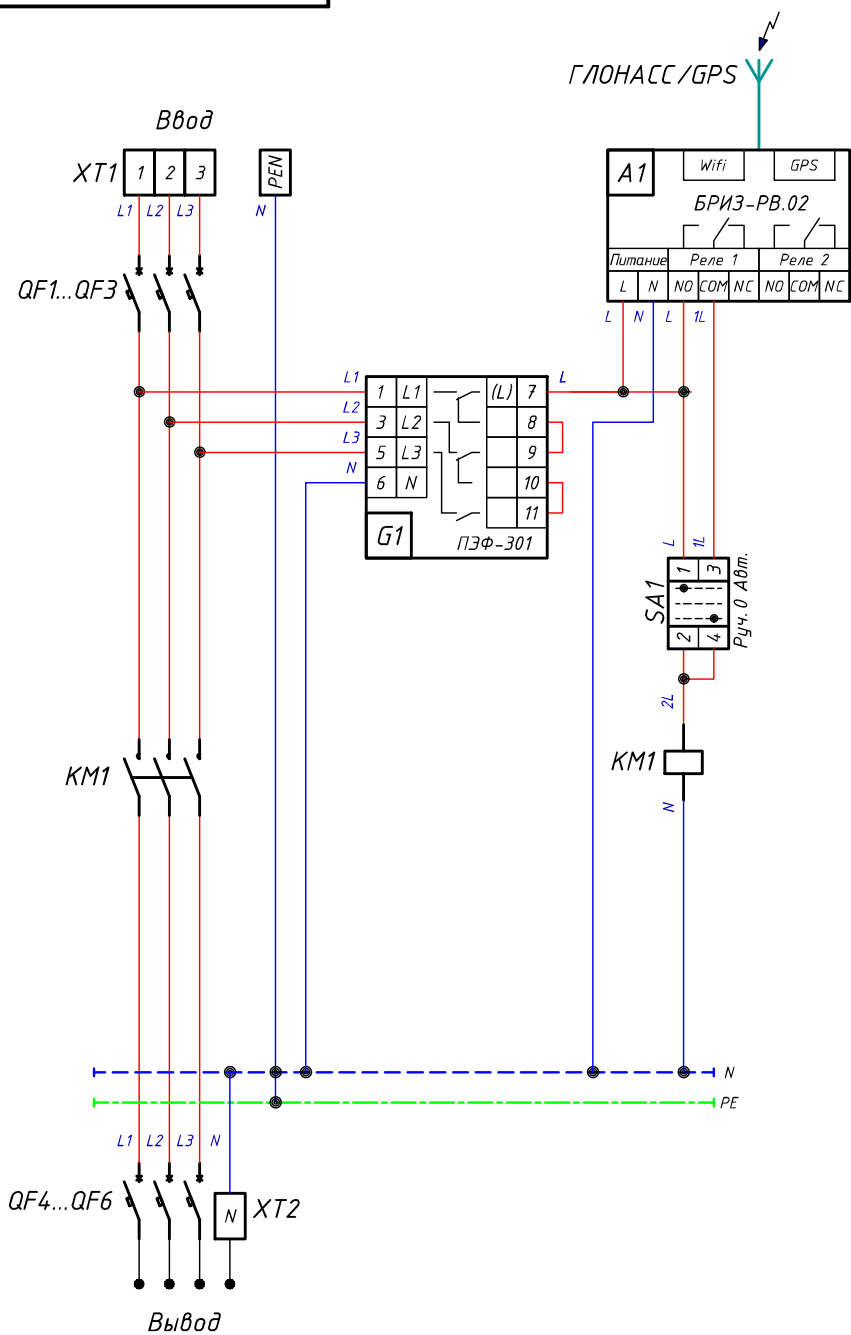 ГЛОНАСС/GPS
Ввод
XT1 1 2 3 PEN
L1 L2 L3 N
A1 Wifi GPS
БРИЗ-РВ.02
Питание Реле 1 Реле 2
L N NO COM NC NO COM NC
L N L 1L
QF1...QF3
L1 1 L1 (L) 7 L
L2 3 L2 8
L3 5 L3 9
N 6 N 10
11
G1 ПЭФ-301
L 1L
SA1 1 3 2 4 Руч. 0 Авт.
2L
KM1
KM1
N
N
PE
L1 L2 L3 N
QF4...QF6 N XT2
Вывод